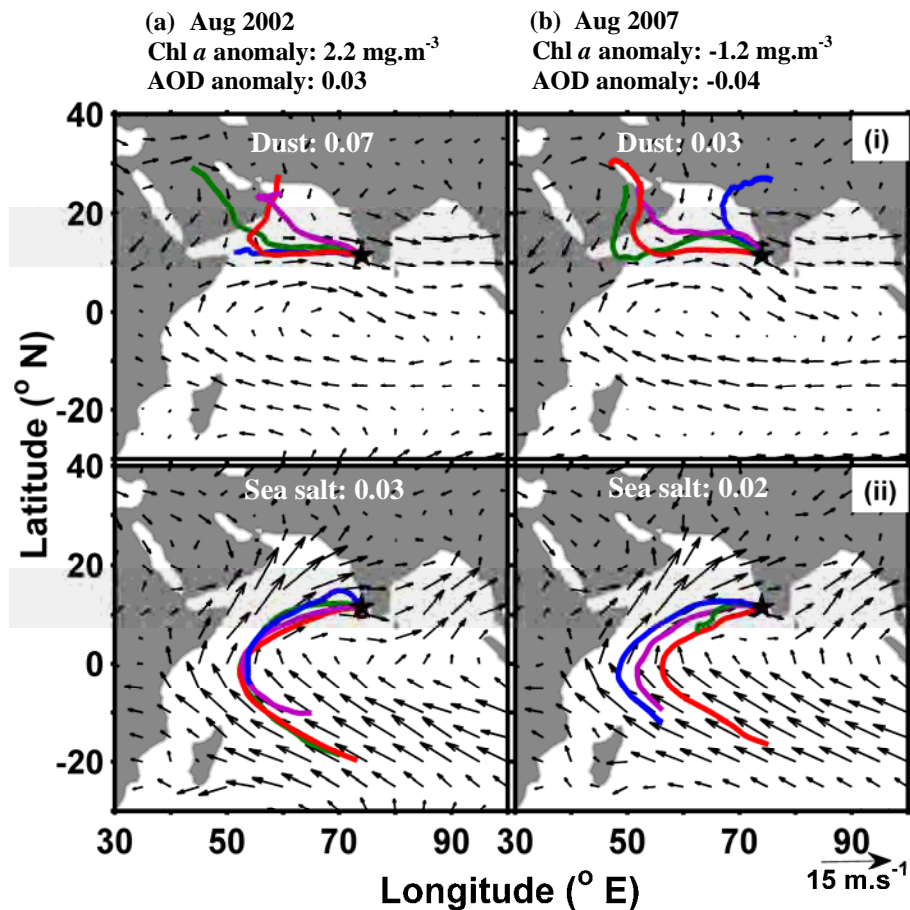 (a) Aug 2002
Chl a anomaly: 2.2 mg.m-3
AOD anomaly: 0.03
(b) Aug 2007
Chl a anomaly: -1.2 mg.m-3
AOD anomaly: -0.04
40
20
0
-20
Dust: 0.07
Dust: 0.03
(i)
40
20
0
-20
Sea salt: 0.03
Sea salt: 0.02
(ii)
Latitude (° N)
30 50 70 90
30 50 70 90
Longitude (° E)
15 m.s-1